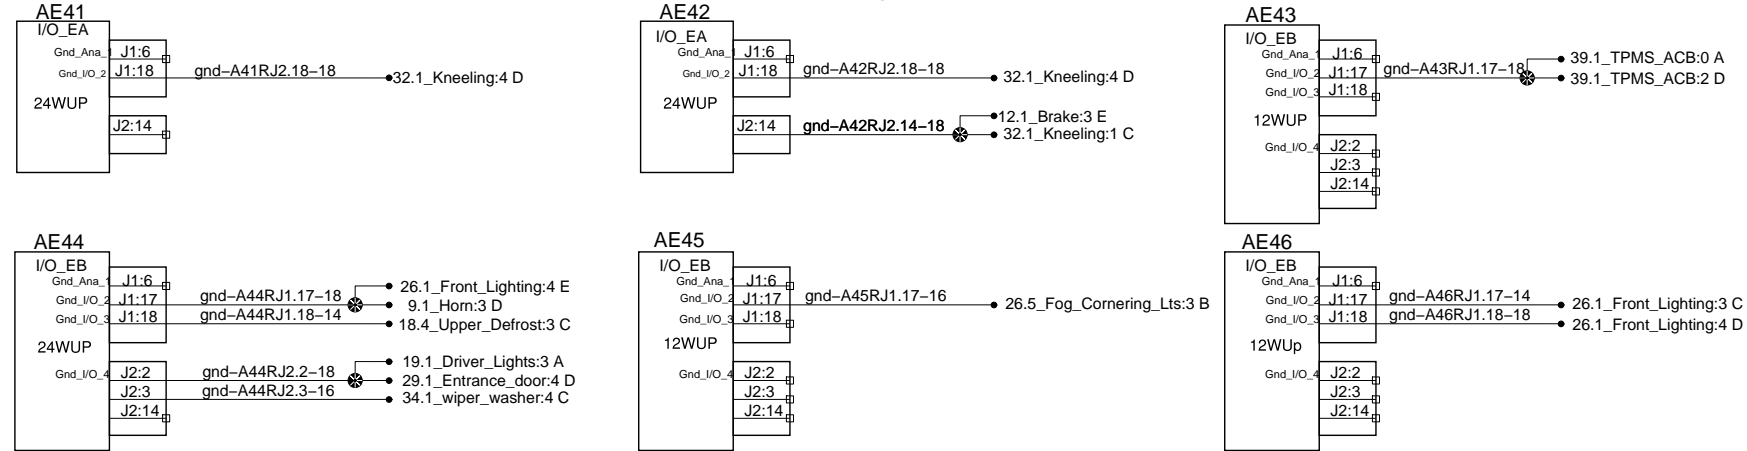 AE41
I/O_EA
Gnd_Ana_1 J1:6
Gnd_I/O_2 J1:18 gnd–A41RJ2.18–18 32.1_Kneeling:4 D
24WUP
J2:14
AE42
I/O_EA
Gnd_Ana_1 J1:6
Gnd_I/O_2 J1:18 gnd–A42RJ2.18–18 32.1_Kneeling:4 D
24WUP
12.1_Brake:3 E
J2:14 gnd–A42RJ2.14–18 32.1_Kneeling:1 C
AE43
I/O_EB
Gnd_Ana_1 J1:6 39.1_TPMS_ACB:0 A
Gnd_I/O_2 J1:17 gnd–A43RJ1.17–18 39.1_TPMS_ACB:2 D
Gnd_I/O_3 J1:18
12WUP
Gnd_I/O_4 J2:2
J2:3
J2:14
AE44
I/O_EB
Gnd_Ana_1 J1:6 26.1_Front_Lighting:4 E
Gnd_I/O_2 J1:17 gnd–A44RJ1.17–18 9.1_Horn:3 D
Gnd_I/O_3 J1:18 gnd–A44RJ1.18–14 18.4_Upper_Defrost:3 C
24WUP
19.1_Driver_Lights:3 A
Gnd_I/O_4 J2:2 gnd–A44RJ2.2–18 29.1_Entrance_door:4 D
J2:3 gnd–A44RJ2.3–16 34.1_wiper_washer:4 C
J2:14
AE45
I/O_EB
Gnd_Ana_1 J1:6
Gnd_I/O_2 J1:17 gnd–A45RJ1.17–16 26.5_Fog_Cornering_Lts:3 B
Gnd_I/O_3 J1:18
12WUP
Gnd_I/O_4 J2:2
J2:3
J2:14
AE46
I/O_EB
Gnd_Ana_1 J1:6
Gnd_I/O_2 J1:17 gnd–A46RJ1.17–14 26.1_Front_Lighting:3 C
Gnd_I/O_3 J1:18 gnd–A46RJ1.18–18 26.1_Front_Lighting:4 D
12WUp
Gnd_I/O_4 J2:2
J2:3
J2:14